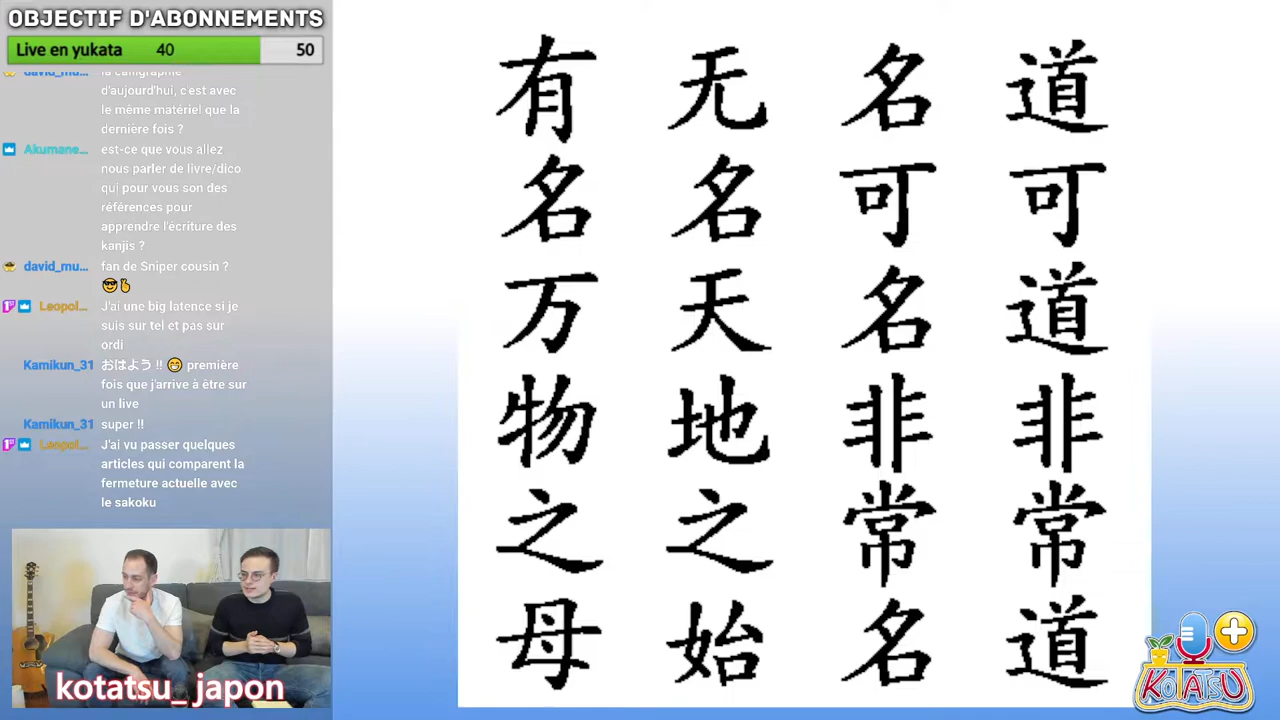 OBJECTIF D'ABONNEMENTS
Live en yukata 40 50
david_mu... la calligraphie
d'aujourd'hui, c est avec
le même matériel que la
dernière fois ?
Akumane... est-ce que vous allez
nous parler de livre/dico
qui pour vous son des
références pour
apprendre l'écriture des
kanjis ?
david_mu... fan de Sniper cousin ?
Leopol... J'ai une big latence si je
suis sur tel et pas sur
ordi
Kamikun_31 おはよう !! première
fois que j'arrive à être sur
un live
Kamikun_31 super !!
Leopol... J'ai vu passer quelques
articles qui comparent la
fermeture actuelle avec
le sakoku
kotatsu_japon
道可道非常道
名可名非常名
无名天地之始
有名万物之母
KOTATSU